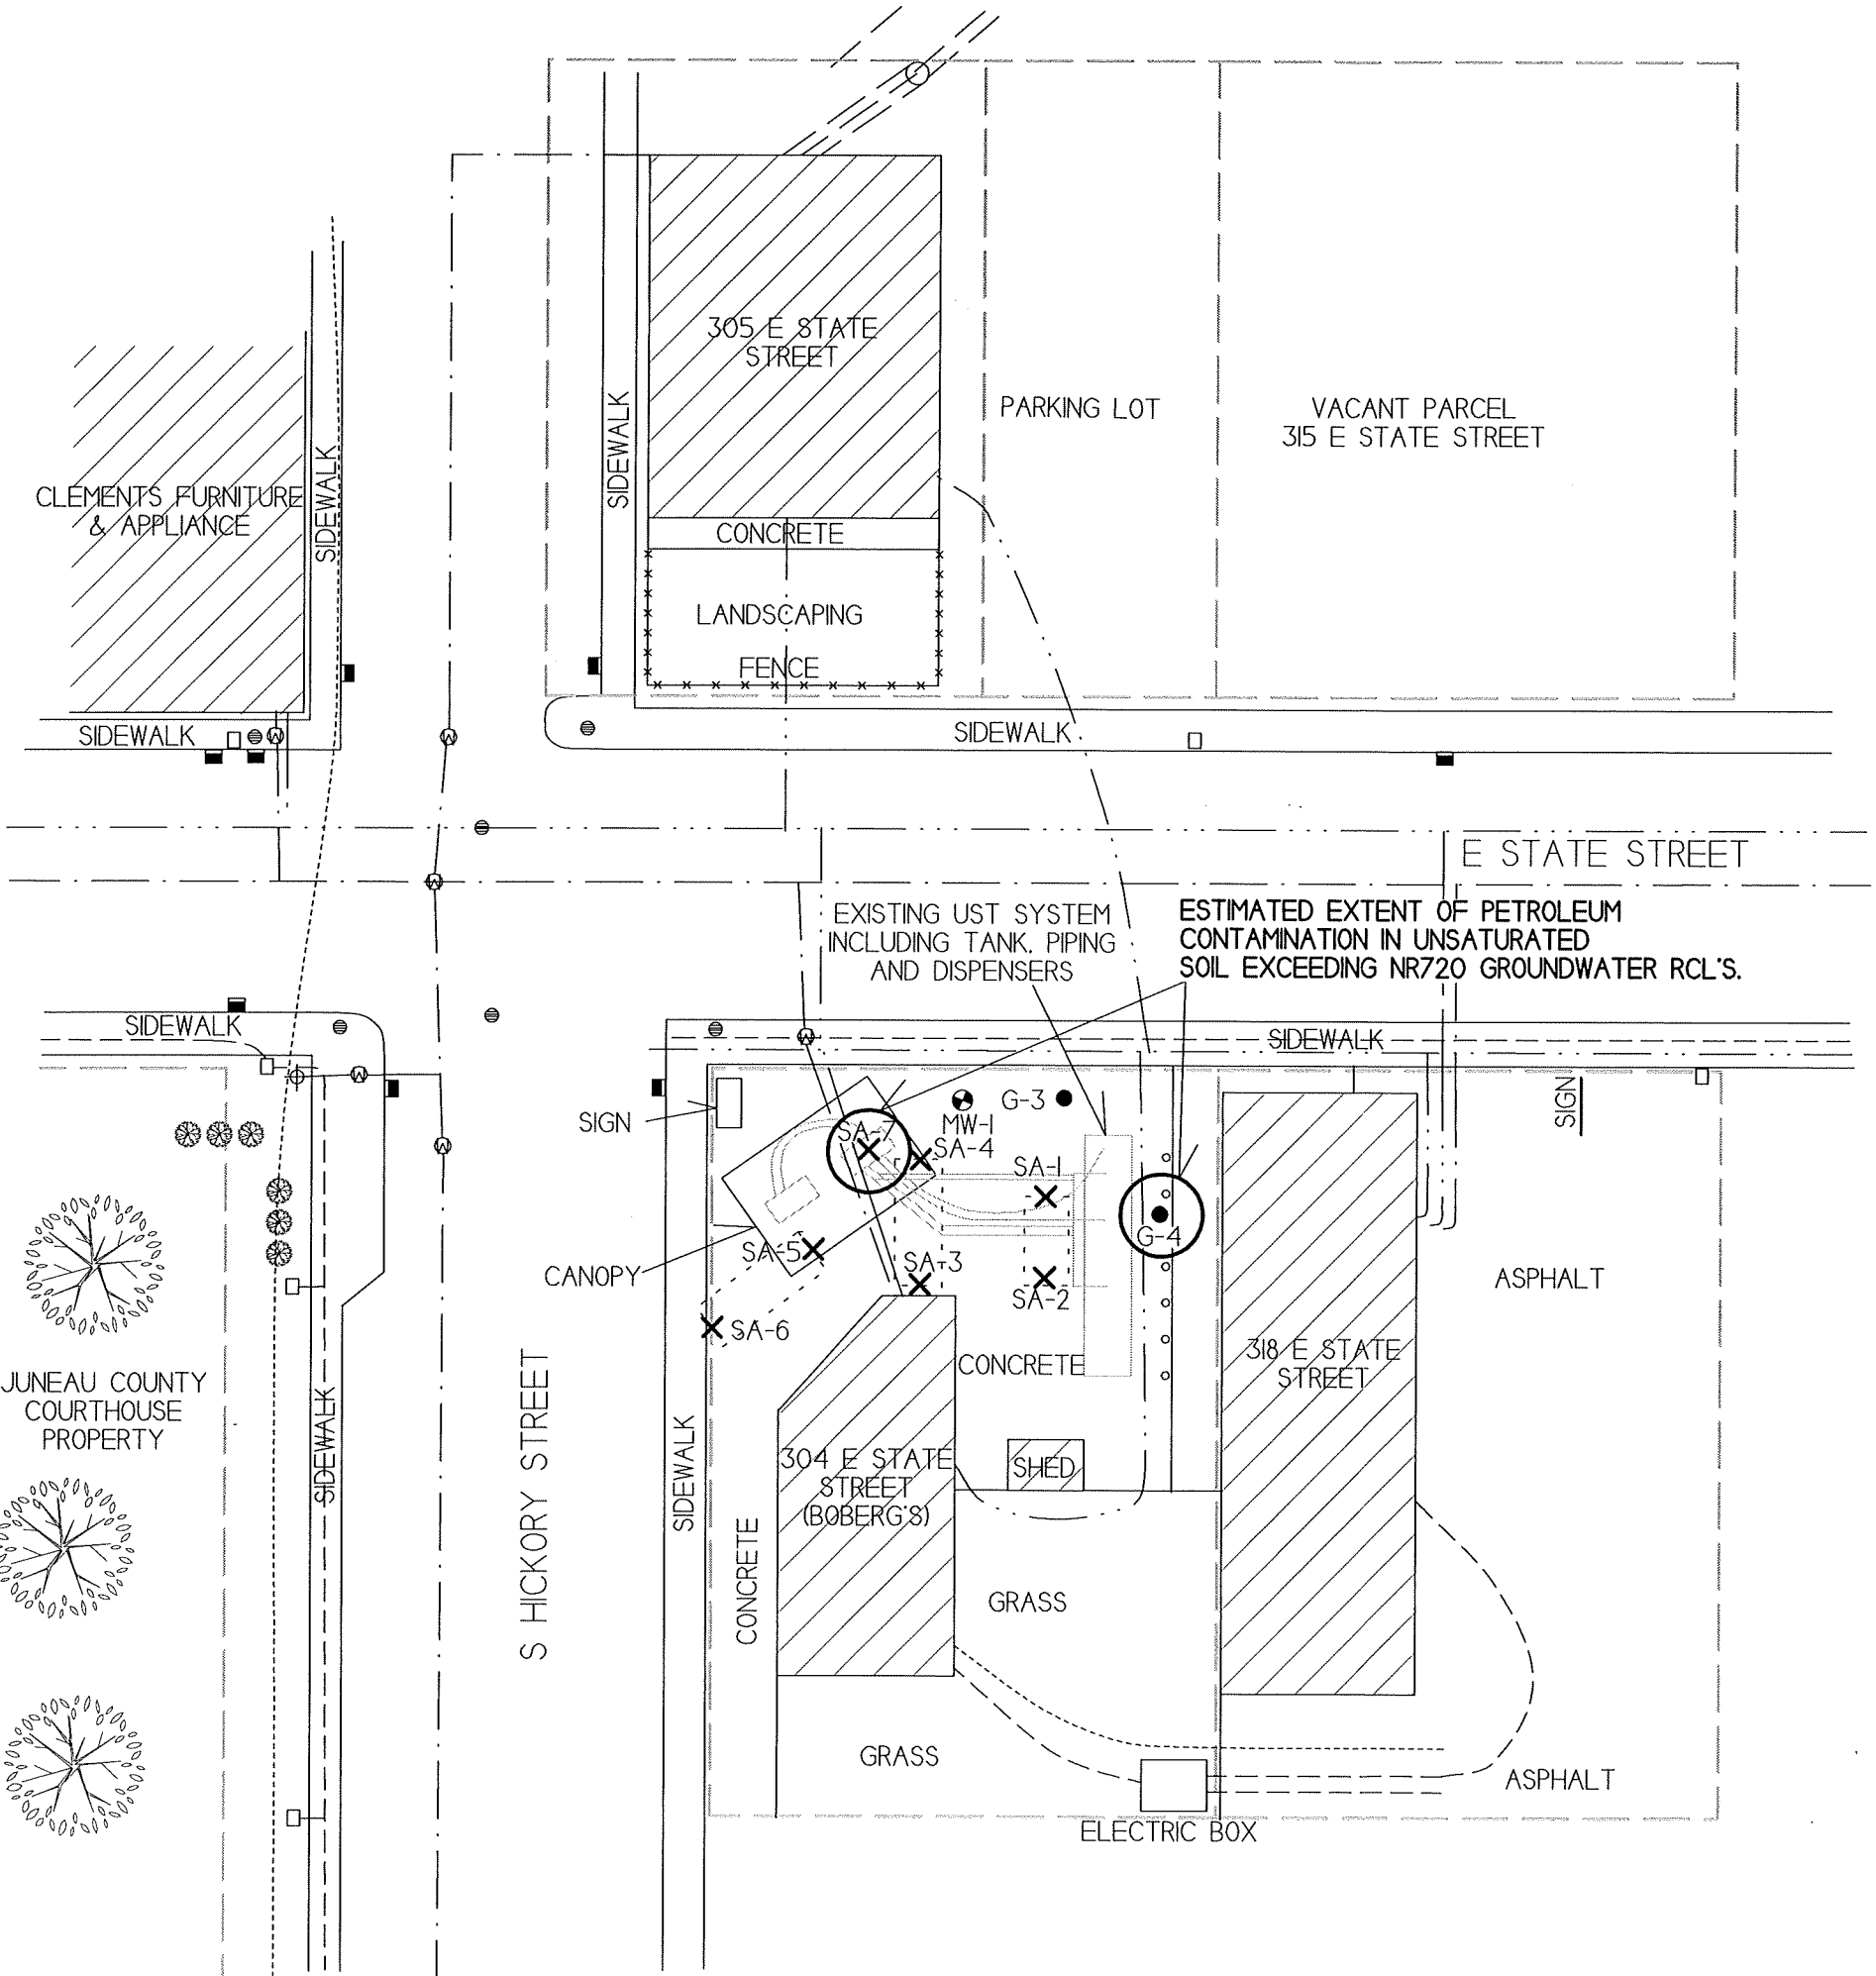 305 E STATE
STREET
PARKING LOT
VACANT PARCEL
315 E STATE STREET
SIDEWALK
SIDEWALK
CLEMENTS FURNITURE
& APPLIANCE
CONCRETE
LANDSCAPING
FENCE
SIDEWALK
SIDEWALK
E STATE STREET
EXISTING UST SYSTEM
INCLUDING TANK, PIPING
AND DISPENSERS
ESTIMATED EXTENT OF PETROLEUM
CONTAMINATION IN UNSATURATED
SOIL EXCEEDING NR720 GROUNDWATER RCL'S.
SIDEWALK
SIDEWALK
SIGN
SIGN
MW-1
G-3
SA-7
SA-4
SA-1
G-4
SA-5
SA-3
SA-2
CANOPY
SA-6
ASPHALT
CONCRETE
318 E STATE
STREET
JUNEAU COUNTY
COURTHOUSE
PROPERTY
SIDEWALK
S HICKORY STREET
SIDEWALK
304 E STATE
STREET
(BOBERG'S)
SHED
CONCRETE
GRASS
GRASS
ASPHALT
ELECTRIC BOX